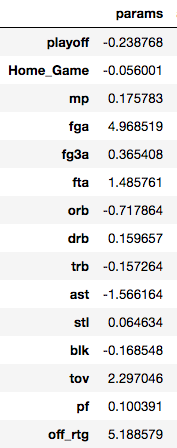 params
playoff -0.238768
Home_Game -0.056001
mp 0.175783
fga 4.968519
fg3a 0.365408
fta 1.485761
orb -0.717864
drb 0.159657
trb -0.157264
ast -1.566164
stl 0.064634
blk -0.168548
tov 2.297046
pf 0.100391
off_rtg 5.188579